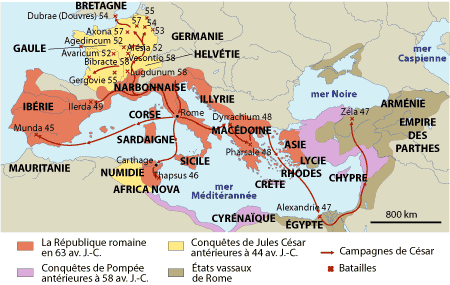 BRETAGNE
Dubrae (Douvres) 54
55
54
57
53
Axona 57
Agedincum 52
GERMANIE
GAULE
Avaricum 52
Alésia 52
Bibracte 58
Vesontio 58
HELVÉTIE
Lugdunum 58
Gergovie 55
NARBONNAISE
mer
Caspienne
IBÉRIE
Ilerda 49
ILLYRIE
mer Noire
CORSE
Rome
Dyrrachium 48
Zéla 47
ARMÉNIE
Munda 45
SARDAIGNE
MACÉDOINE
EMPIRE
DES
PARTHES
Pharsale 48
ASIE
MAURITANIE
Carthage
SICILE
LYCIE
NUMIDIE
Thapsus 46
RHODES
CHYPRE
AFRICA NOVA
mer
Méditérannée
CRÈTE
Alexandrie 47
CYRÉNAÏQUE
ÉGYPTE
800 km
La République romaine
en 63 av. J.-C.
Conquêtes de Jules César
antérieures à 44 av. J.-C.
Campagnes de César
Conquêtes de Pompée
antérieures à 58 av. J.-C.
États vassaux
de Rome
Batailles